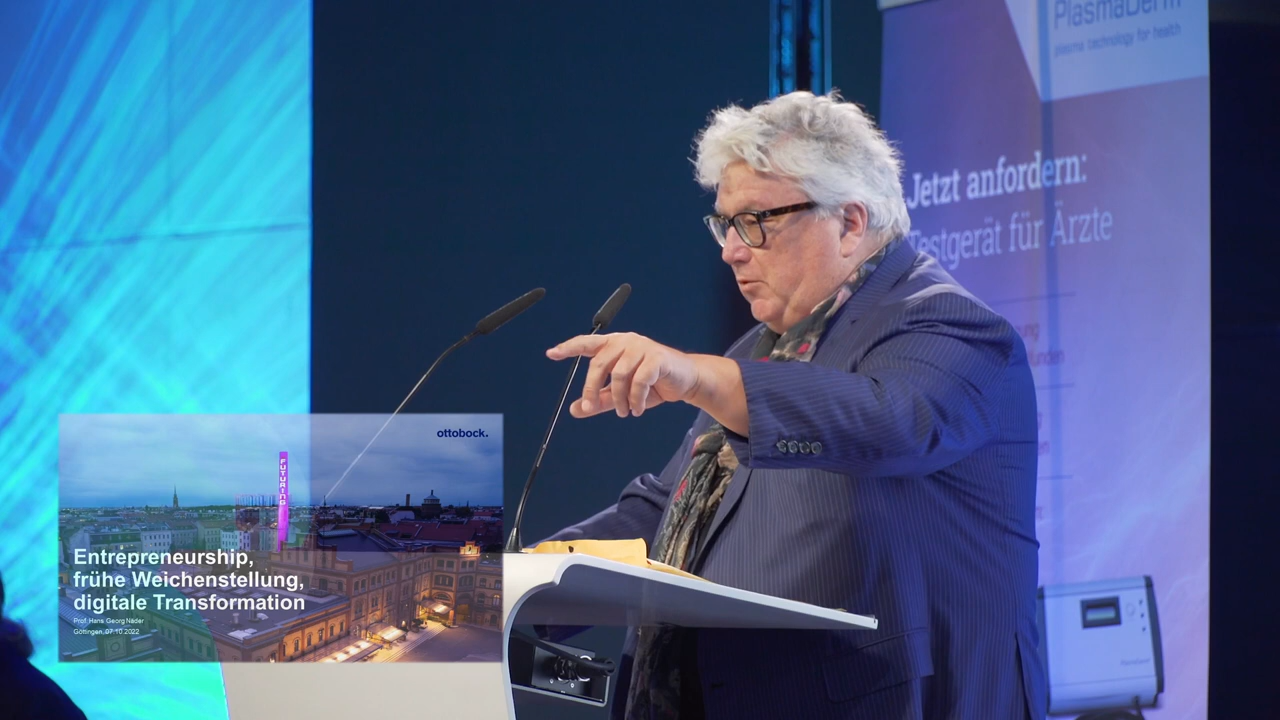 PlasmaDerm
plasma technology for health
Jetzt anfordern:
Testgerät für Ärzte
ottobock.
FUTURING
Entrepreneurship,
frühe Weichenstellung,
digitale Transformation
Prof. Hans Georg Näder
Göttingen, 07.10.2022